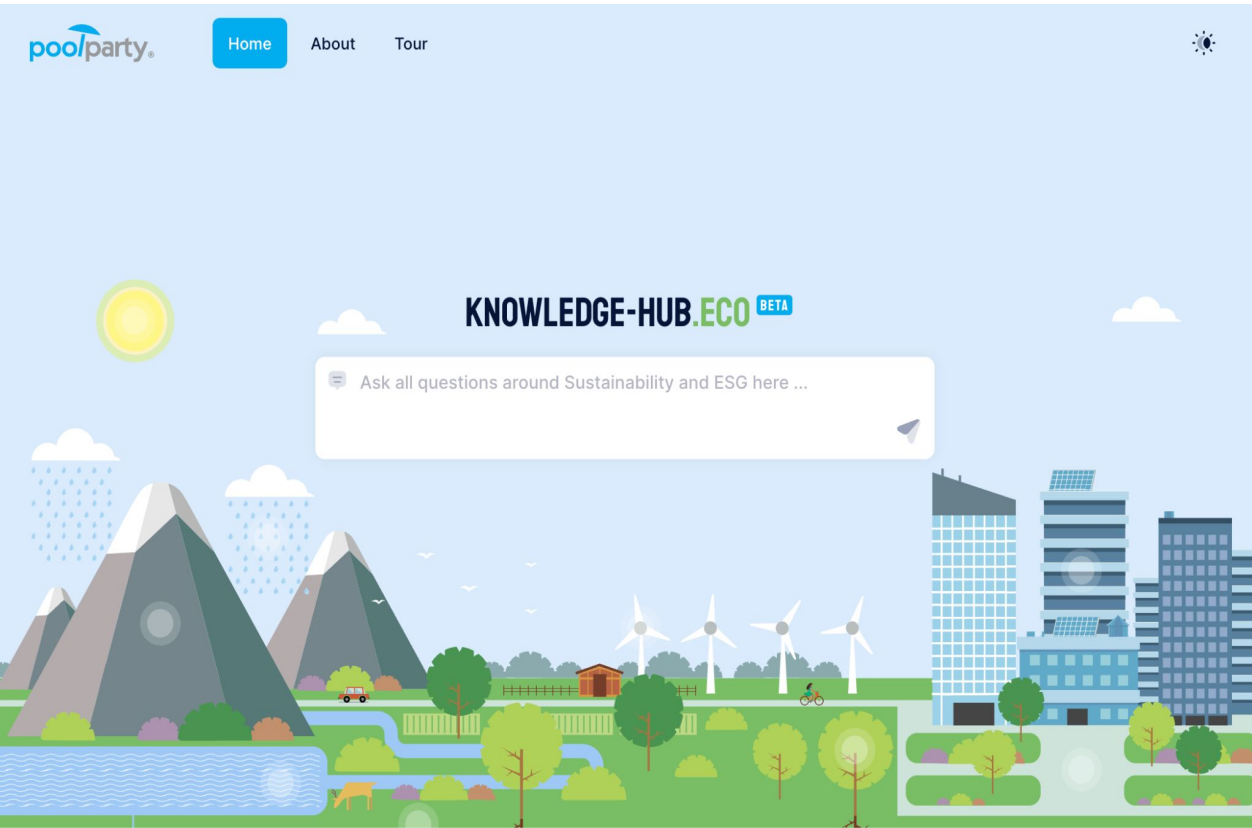 poolparty®
Home
About
Tour
KNOWLEDGE-HUB.ECO BETA
Ask all questions around Sustainability and ESG here ...